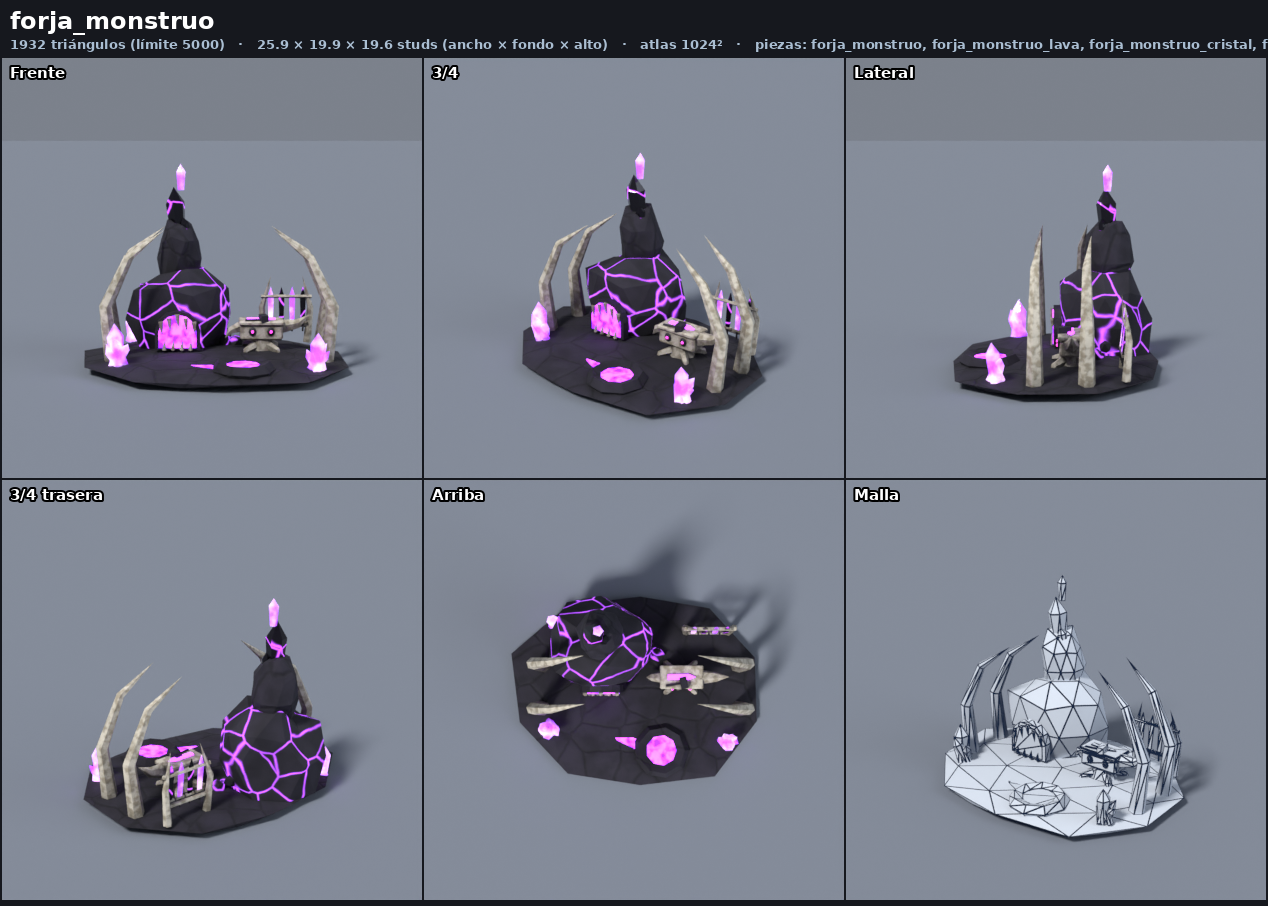 forja_monstruo
1932 triángulos (límite 5000) · 25.9 × 19.9 × 19.6 studs (ancho × fondo × alto) · atlas 1024² · piezas: forja_monstruo, forja_monstruo_lava, forja_monstruo_cristal, f
Frente
3/4
Lateral
3/4 trasera
Arriba
Malla